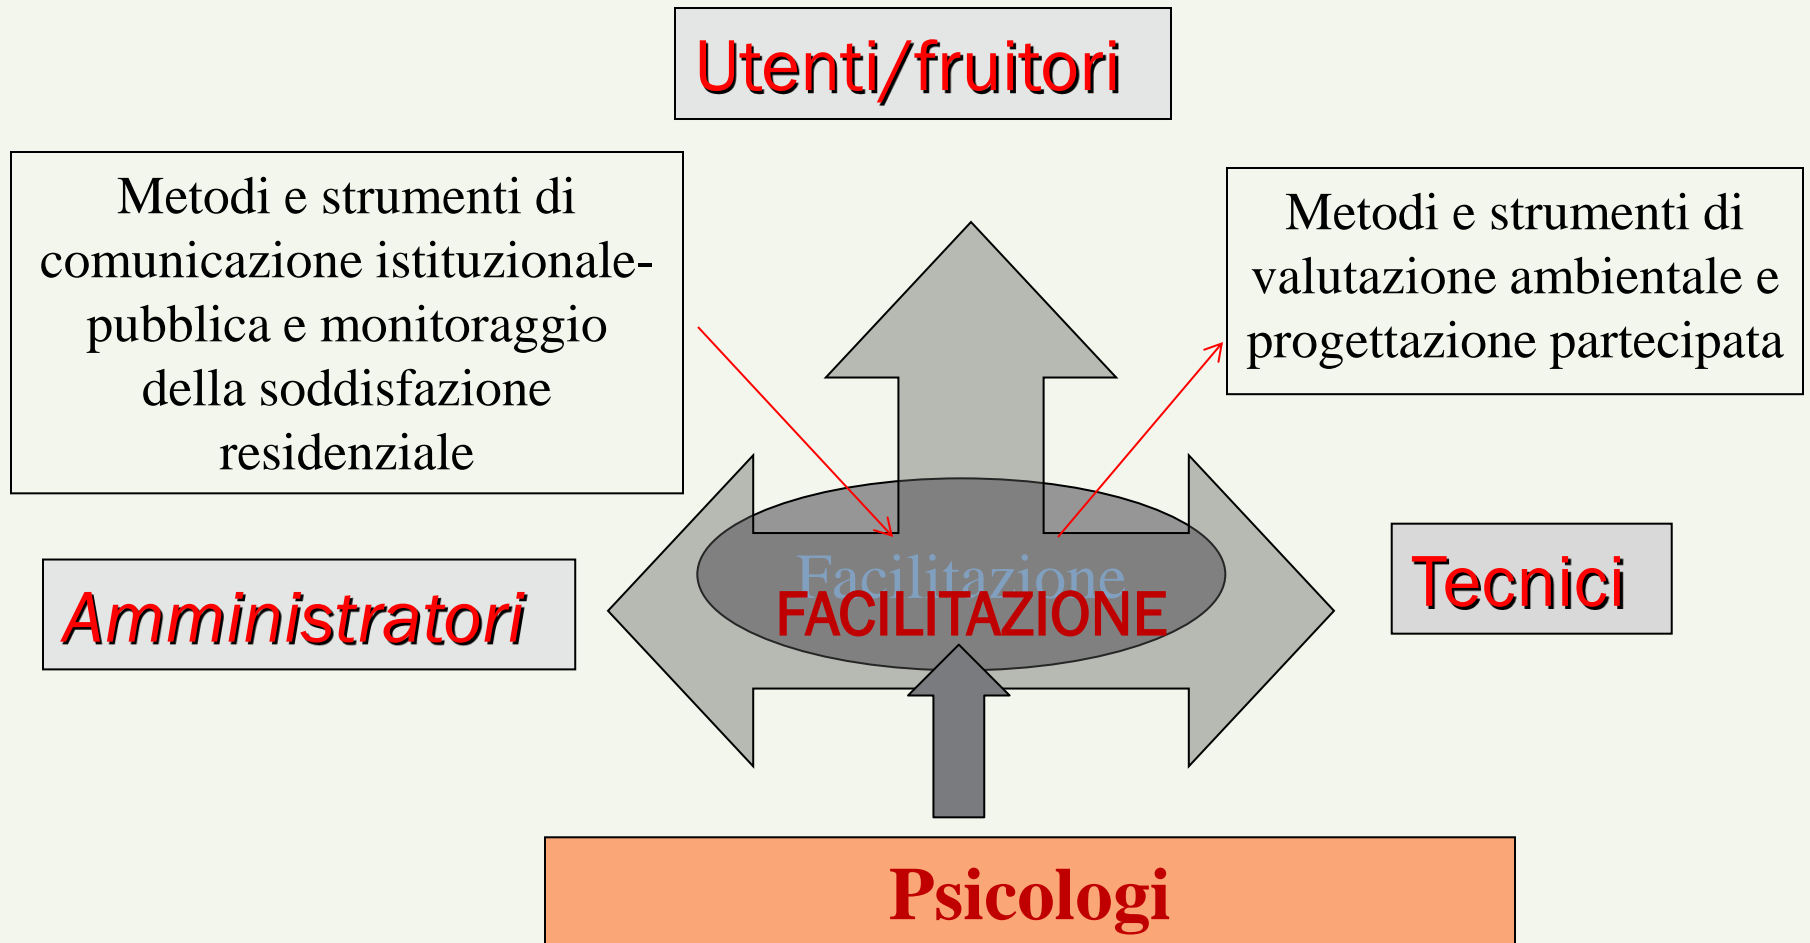 Utenti/fruitori
Metodi e strumenti di
comunicazione istituzionale-
pubblica e monitoraggio
della soddisfazione
residenziale
Metodi e strumenti di
valutazione ambientale e
progettazione partecipata
Amministratori
Facilitazione
FACILITAZIONE
Tecnici
Psicologi